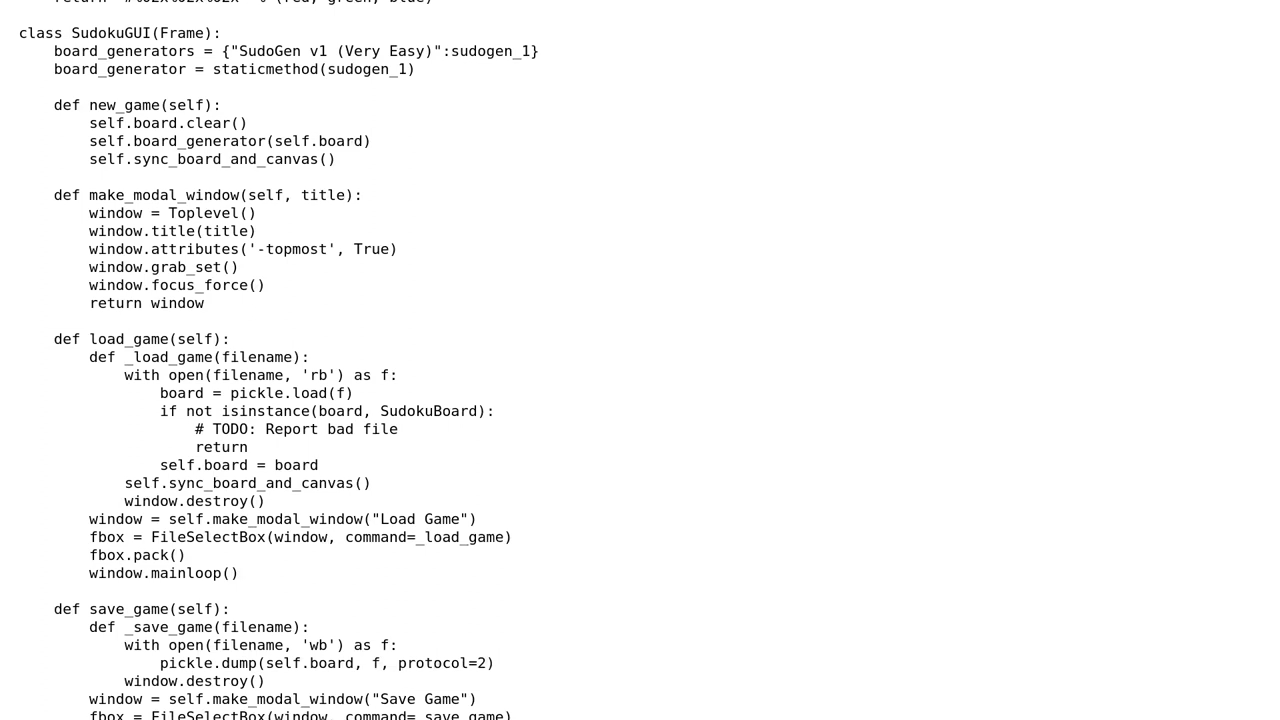 class SudokuGUI(Frame):
    board_generators = {"SudoGen v1 (Very Easy)":sudogen_1}
    board_generator = staticmethod(sudogen_1)

    def new_game(self):
        self.board.clear()
        self.board_generator(self.board)
        self.sync_board_and_canvas()

    def make_modal_window(self, title):
        window = Toplevel()
        window.title(title)
        window.attributes('-topmost', True)
        window.grab_set()
        window.focus_force()
        return window

    def load_game(self):
        def _load_game(filename):
            with open(filename, 'rb') as f:
                board = pickle.load(f)
                if not isinstance(board, SudokuBoard):
                    # TODO: Report bad file
                    return
                self.board = board
            self.sync_board_and_canvas()
            window.destroy()
        window = self.make_modal_window("Load Game")
        fbox = FileSelectBox(window, command=_load_game)
        fbox.pack()
        window.mainloop()

    def save_game(self):
        def _save_game(filename):
            with open(filename, 'wb') as f:
                pickle.dump(self.board, f, protocol=2)
            window.destroy()
        window = self.make_modal_window("Save Game")
        fbox = FileSelectBox(window, command=_save_game)